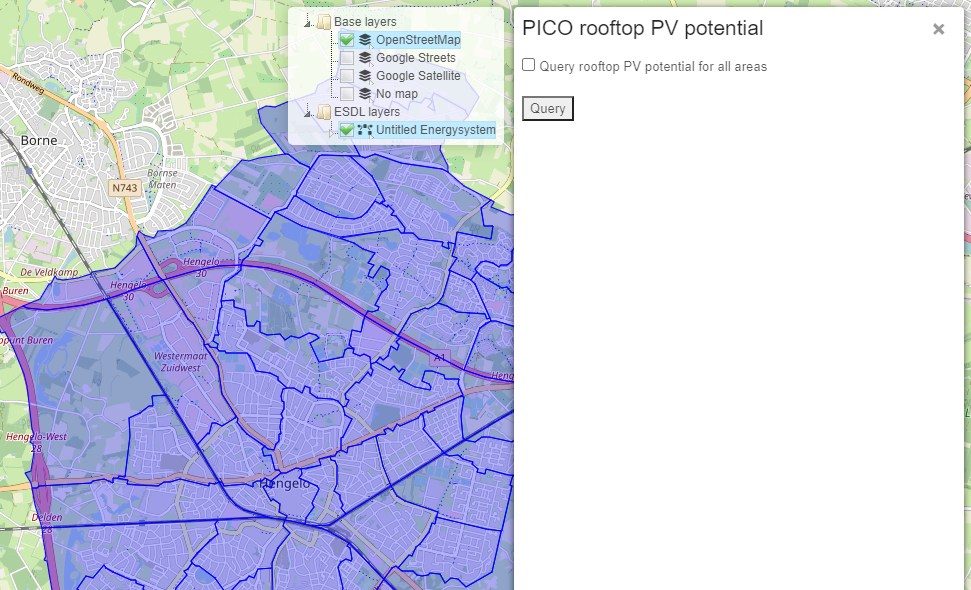 Base layers
OpenStreetMap
Google Streets
Google Satellite
No map
ESDL layers
Untitled Energysystem
PICO rooftop PV potential
×
Query rooftop PV potential for all areas
Query
Rondweg
Borne
Bornse
Maten
N743
De Veldkamp
Hengelo
30
Hengelo
30
Buren
Buren
Westermaat
Zuidwest
A1
Heng
Hengelo-West
28
Hengelo
Delden
28